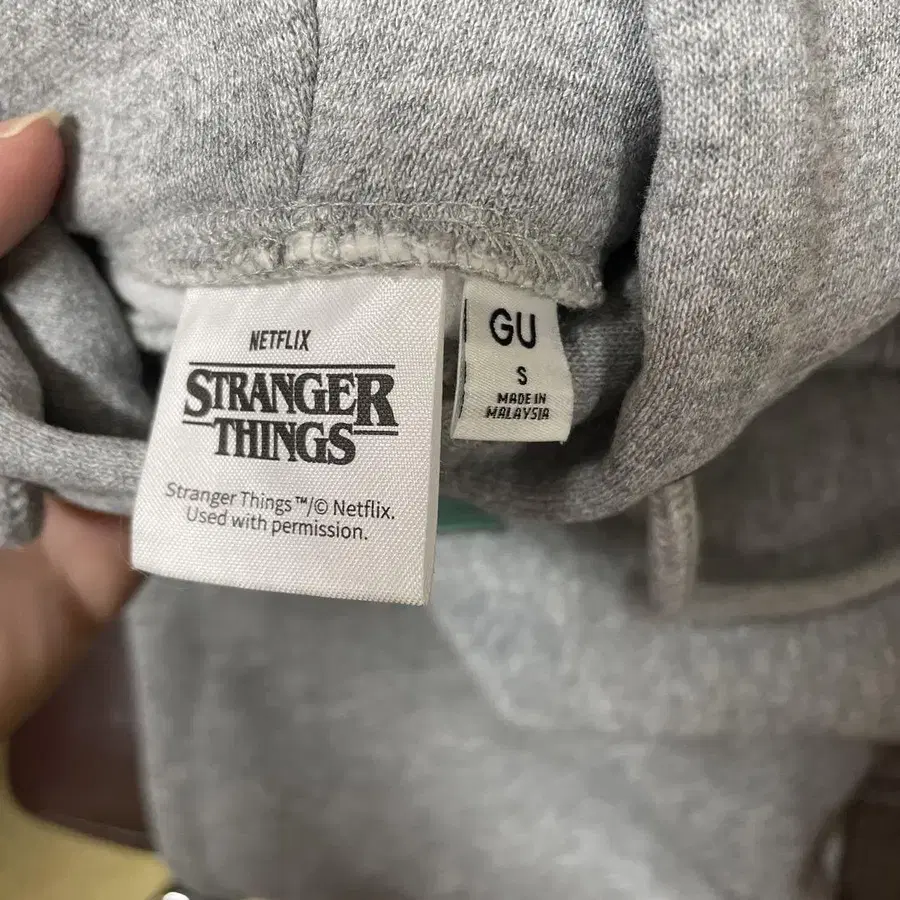 NETFLIX
STRANGER
THINGS
Stranger Things™/© Netflix.
Used with permission.
GU
S
MADE IN
MALAYSIA